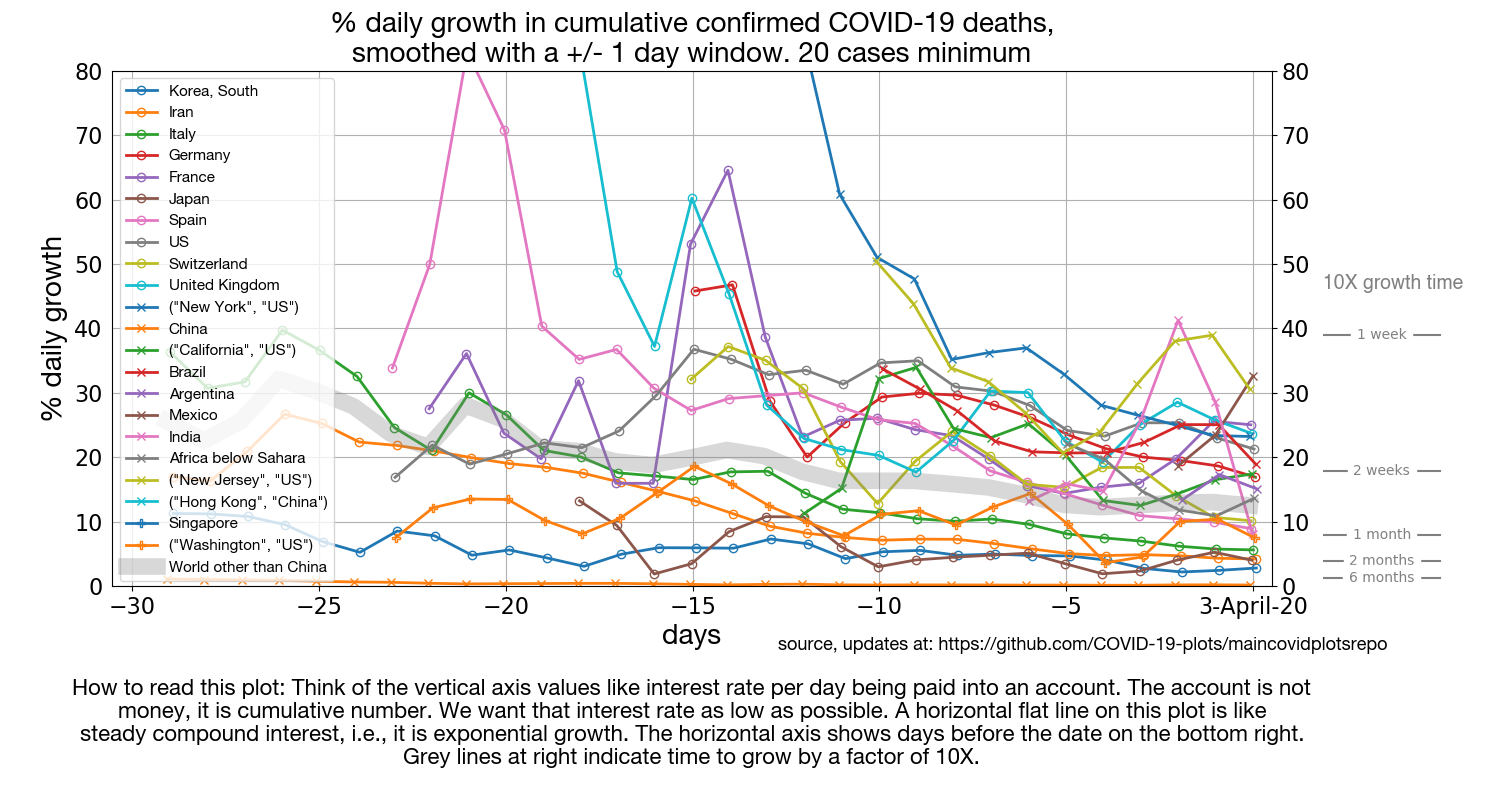 % daily growth in cumulative confirmed COVID-19 deaths,
smoothed with a +/- 1 day window. 20 cases minimum
% daily growth
80
70
60
50
40
30
20
10
0
Korea, South
Iran
Italy
Germany
France
Japan
Spain
US
Switzerland
United Kingdom
("New York", "US")
China
("California", "US")
Brazil
Argentina
Mexico
India
Africa below Sahara
("New Jersey", "US")
("Hong Kong", "China")
Singapore
("Washington", "US")
World other than China
80
70
60
50
40
30
20
10
0
10X growth time
1 week
2 weeks
1 month
2 months
6 months
−30 −25 −20 −15 −10 −5 3-April-20
days
source, updates at: https://github.com/COVID-19-plots/maincovidplotsrepo
How to read this plot: Think of the vertical axis values like interest rate per day being paid into an account. The account is not
money, it is cumulative number. We want that interest rate as low as possible. A horizontal flat line on this plot is like
steady compound interest, i.e., it is exponential growth. The horizontal axis shows days before the date on the bottom right.
Grey lines at right indicate time to grow by a factor of 10X.